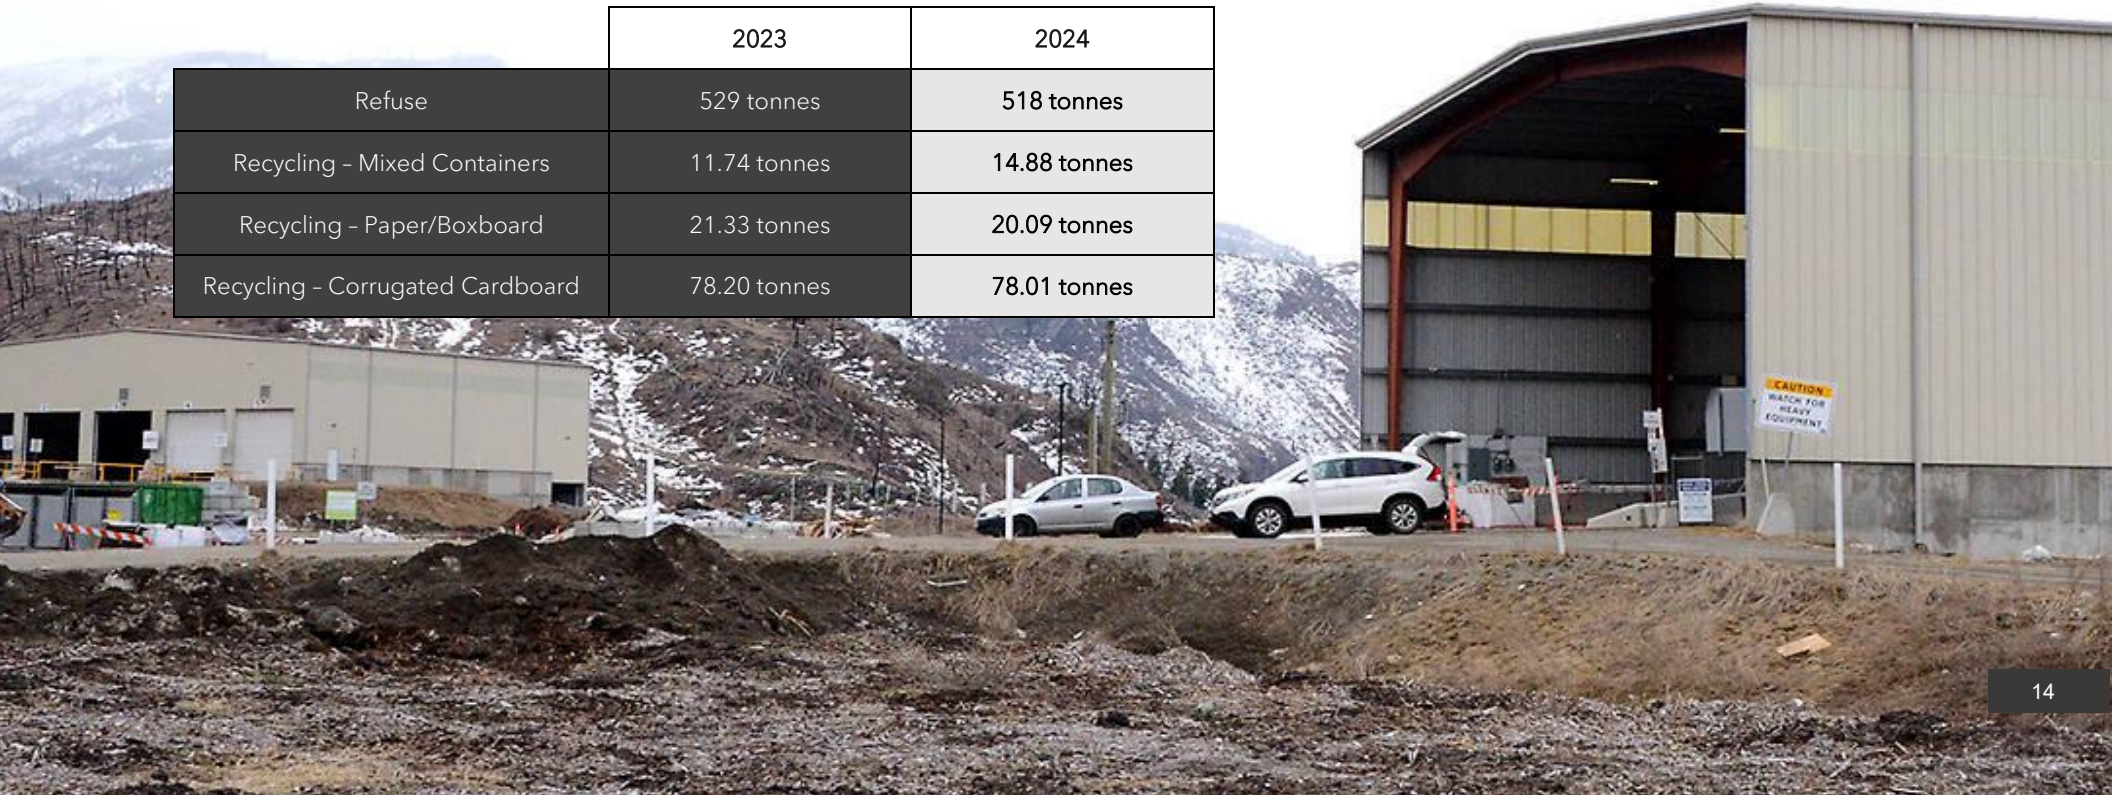 2023 2024
Refuse 529 tonnes 518 tonnes
Recycling – Mixed Containers 11.74 tonnes 14.88 tonnes
Recycling – Paper/Boxboard 21.33 tonnes 20.09 tonnes
Recycling – Corrugated Cardboard 78.20 tonnes 78.01 tonnes
CAUTION
WATCH FOR
HEAVY
EQUIPMENT
14